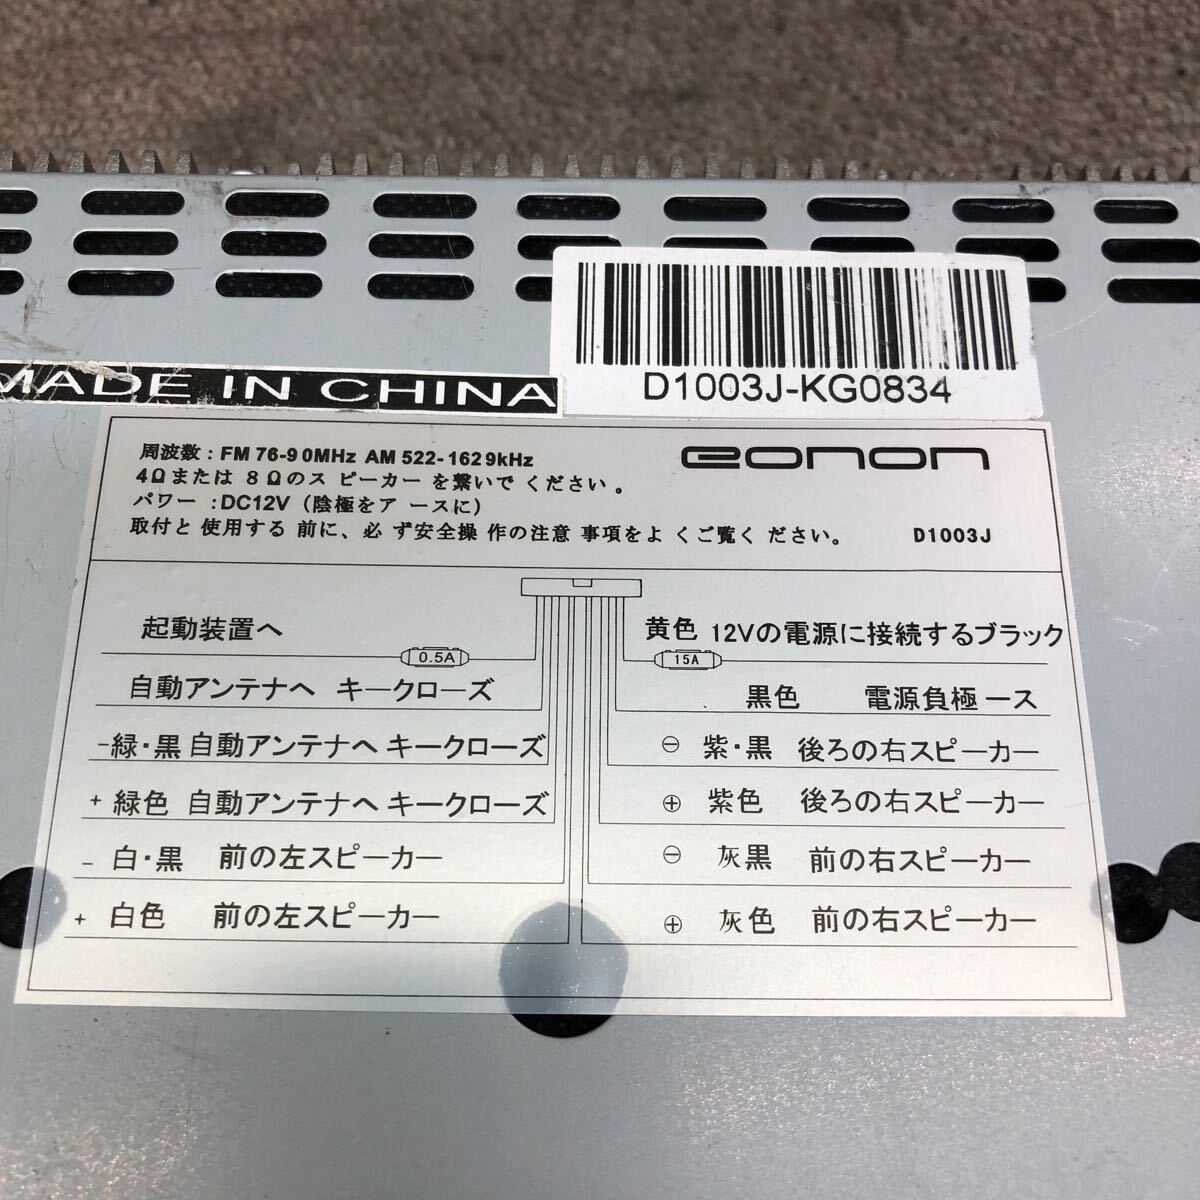 MADE IN CHINA
D1003J-KG0834
周波数 : FM 76-90MHz AM 522-1629kHz
eonon
4Ωまたは 8Ωのス ピーカー を繋いで ください 。
パワー :DC12V (陰極をア ースに)
取付と 使用する 前に、必 ず安全操 作の注意 事項をよ くご覧く ださい。
D1003J
起動装置へ
0.5A
黄色 12Vの電源に接続するブラック
15A
自動アンテナへ キークローズ
黒色 電源負極 ース
-緑・黒 自動アンテナへ キークローズ
⊖ 紫・黒 後ろの右スピーカー
+ 緑色 自動アンテナへ キークローズ
⊕ 紫色 後ろの右スピーカー
- 白・黒 前の左スピーカー
⊖ 灰黒 前の右スピーカー
+ 白色 前の左スピーカー
⊕ 灰色 前の右スピーカー